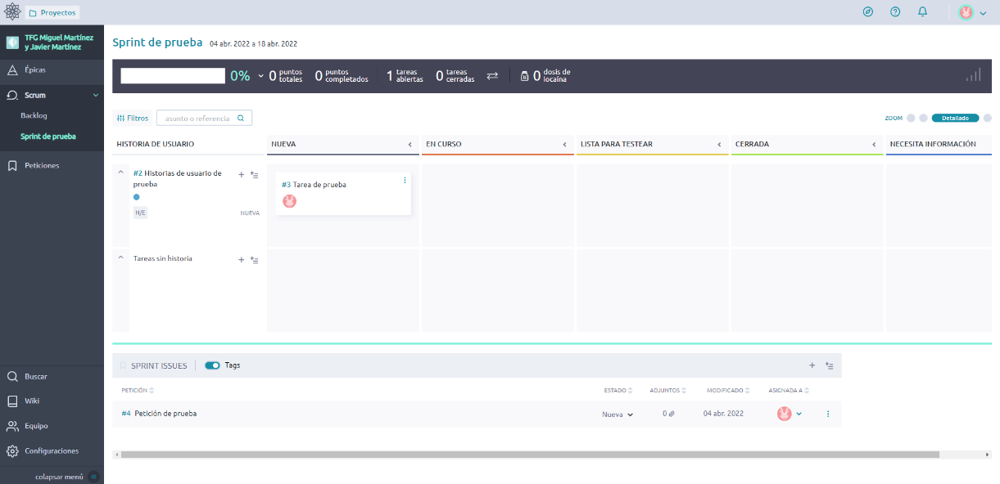 Proyectos
TFG Miguel Martínez
y Javier Martínez
Épicas
Scrum
Backlog
Sprint de prueba
Peticiones
Buscar
Wiki
Equipo
Configuraciones
colapsar menú
Sprint de prueba 04 abr. 2022 a 18 abr. 2022
0% 0 puntos totales 0 puntos completados 1 tareas abiertas 0 tareas cerradas 0 dosis de iocaína
Filtros asunto o referencia ZOOM Detallado
HISTORIA DE USUARIO NUEVA EN CURSO LISTA PARA TESTEAR CERRADA NECESITA INFORMACIÓN
#2 Historias de usuario de
prueba
N/E NUEVA
#3 Tarea de prueba
Tareas sin historia
SPRINT ISSUES Tags
PETICIÓN ESTADO ADJUNTOS MODIFICADO ASIGNADA A
#4 Petición de prueba Nueva 0 04 abr. 2022